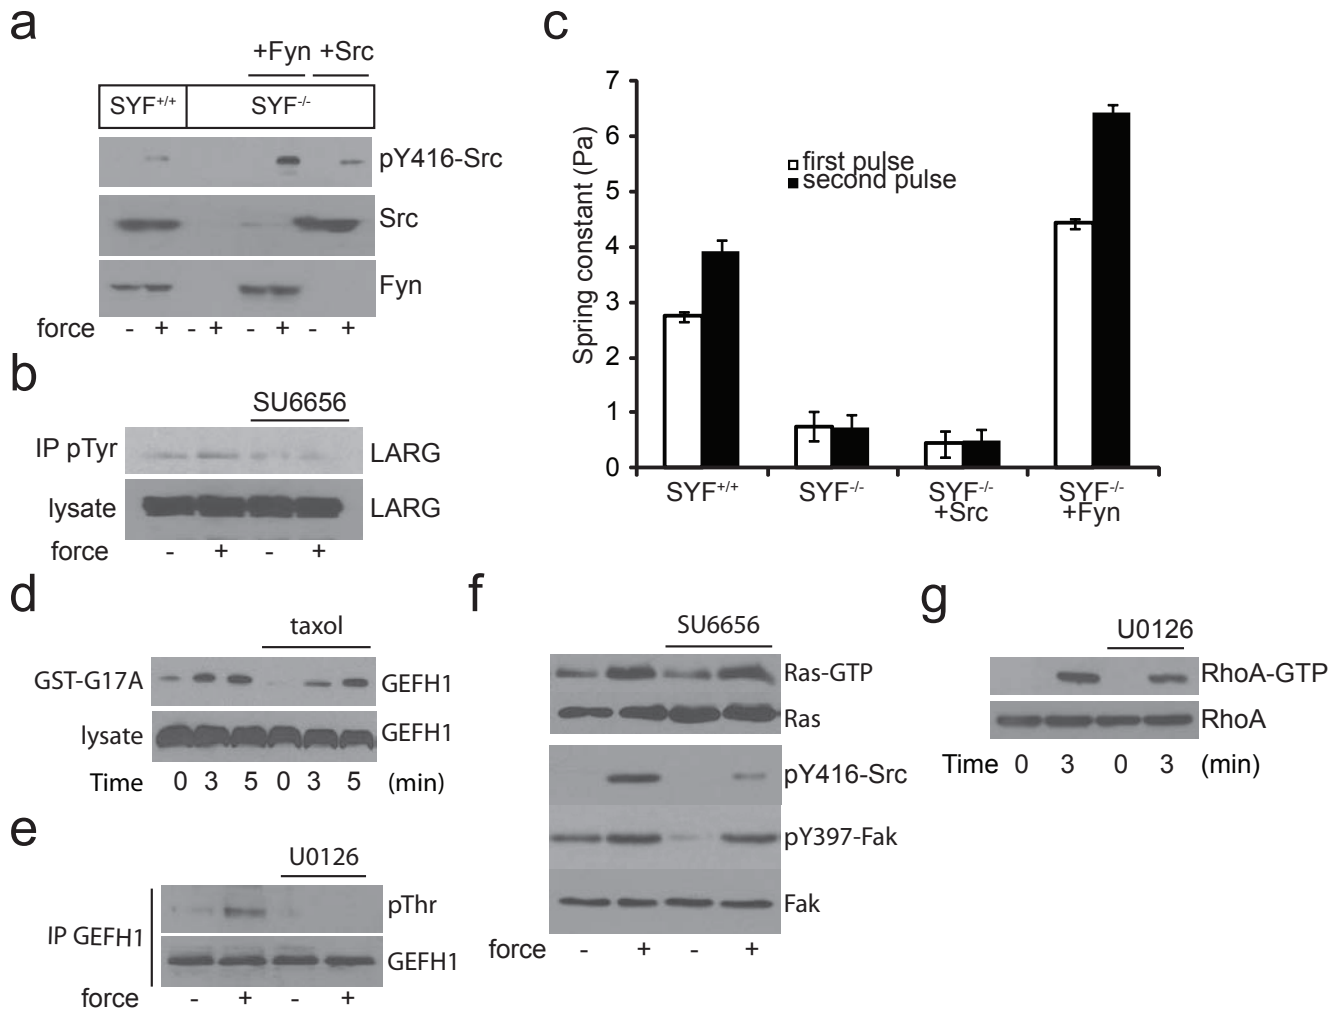 a
+Fyn +Src
SYF+/+ SYF-/-
pY416-Src
Src
Fyn
force - + - + - + - +
b
SU6656
IP pTyr LARG
lysate LARG
force - + - +
c
7
6
5
4
3
2
1
0
Spring constant (Pa)
first pulse
second pulse
SYF+/+ SYF-/- SYF-/- SYF-/-
+Src +Fyn
d
taxol
GST-G17A GEFH1
lysate GEFH1
Time 0 3 5 0 3 5 (min)
e
U0126
IP GEFH1
pThr
GEFH1
force - + - +
f
SU6656
Ras-GTP
Ras
pY416-Src
pY397-Fak
Fak
force - + - +
g
U0126
RhoA-GTP
RhoA
Time 0 3 0 3 (min)